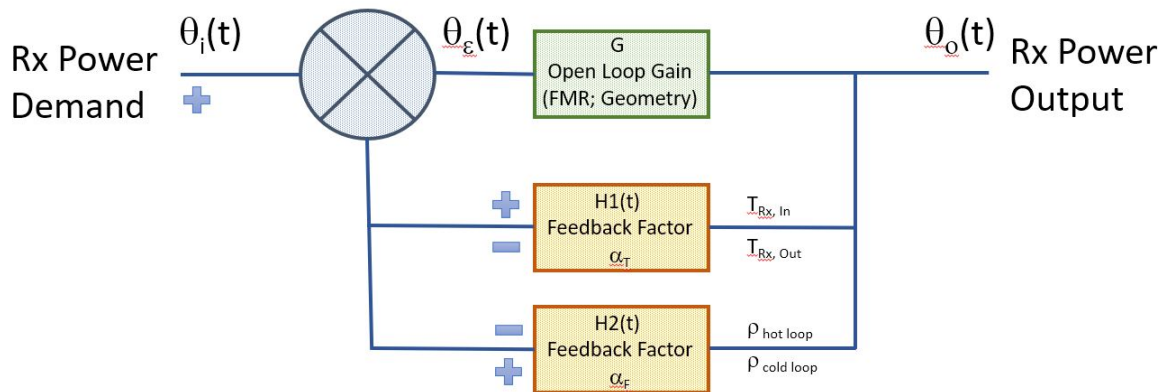 Rx Power
Demand
θi(t)
+
θε(t)
G
Open Loop Gain
(FMR; Geometry)
θo(t)
Rx Power
Output
+
−
H1(t)
Feedback Factor
αT
TRx, In
TRx, Out
−
+
H2(t)
Feedback Factor
αF
ρ hot loop
ρ cold loop